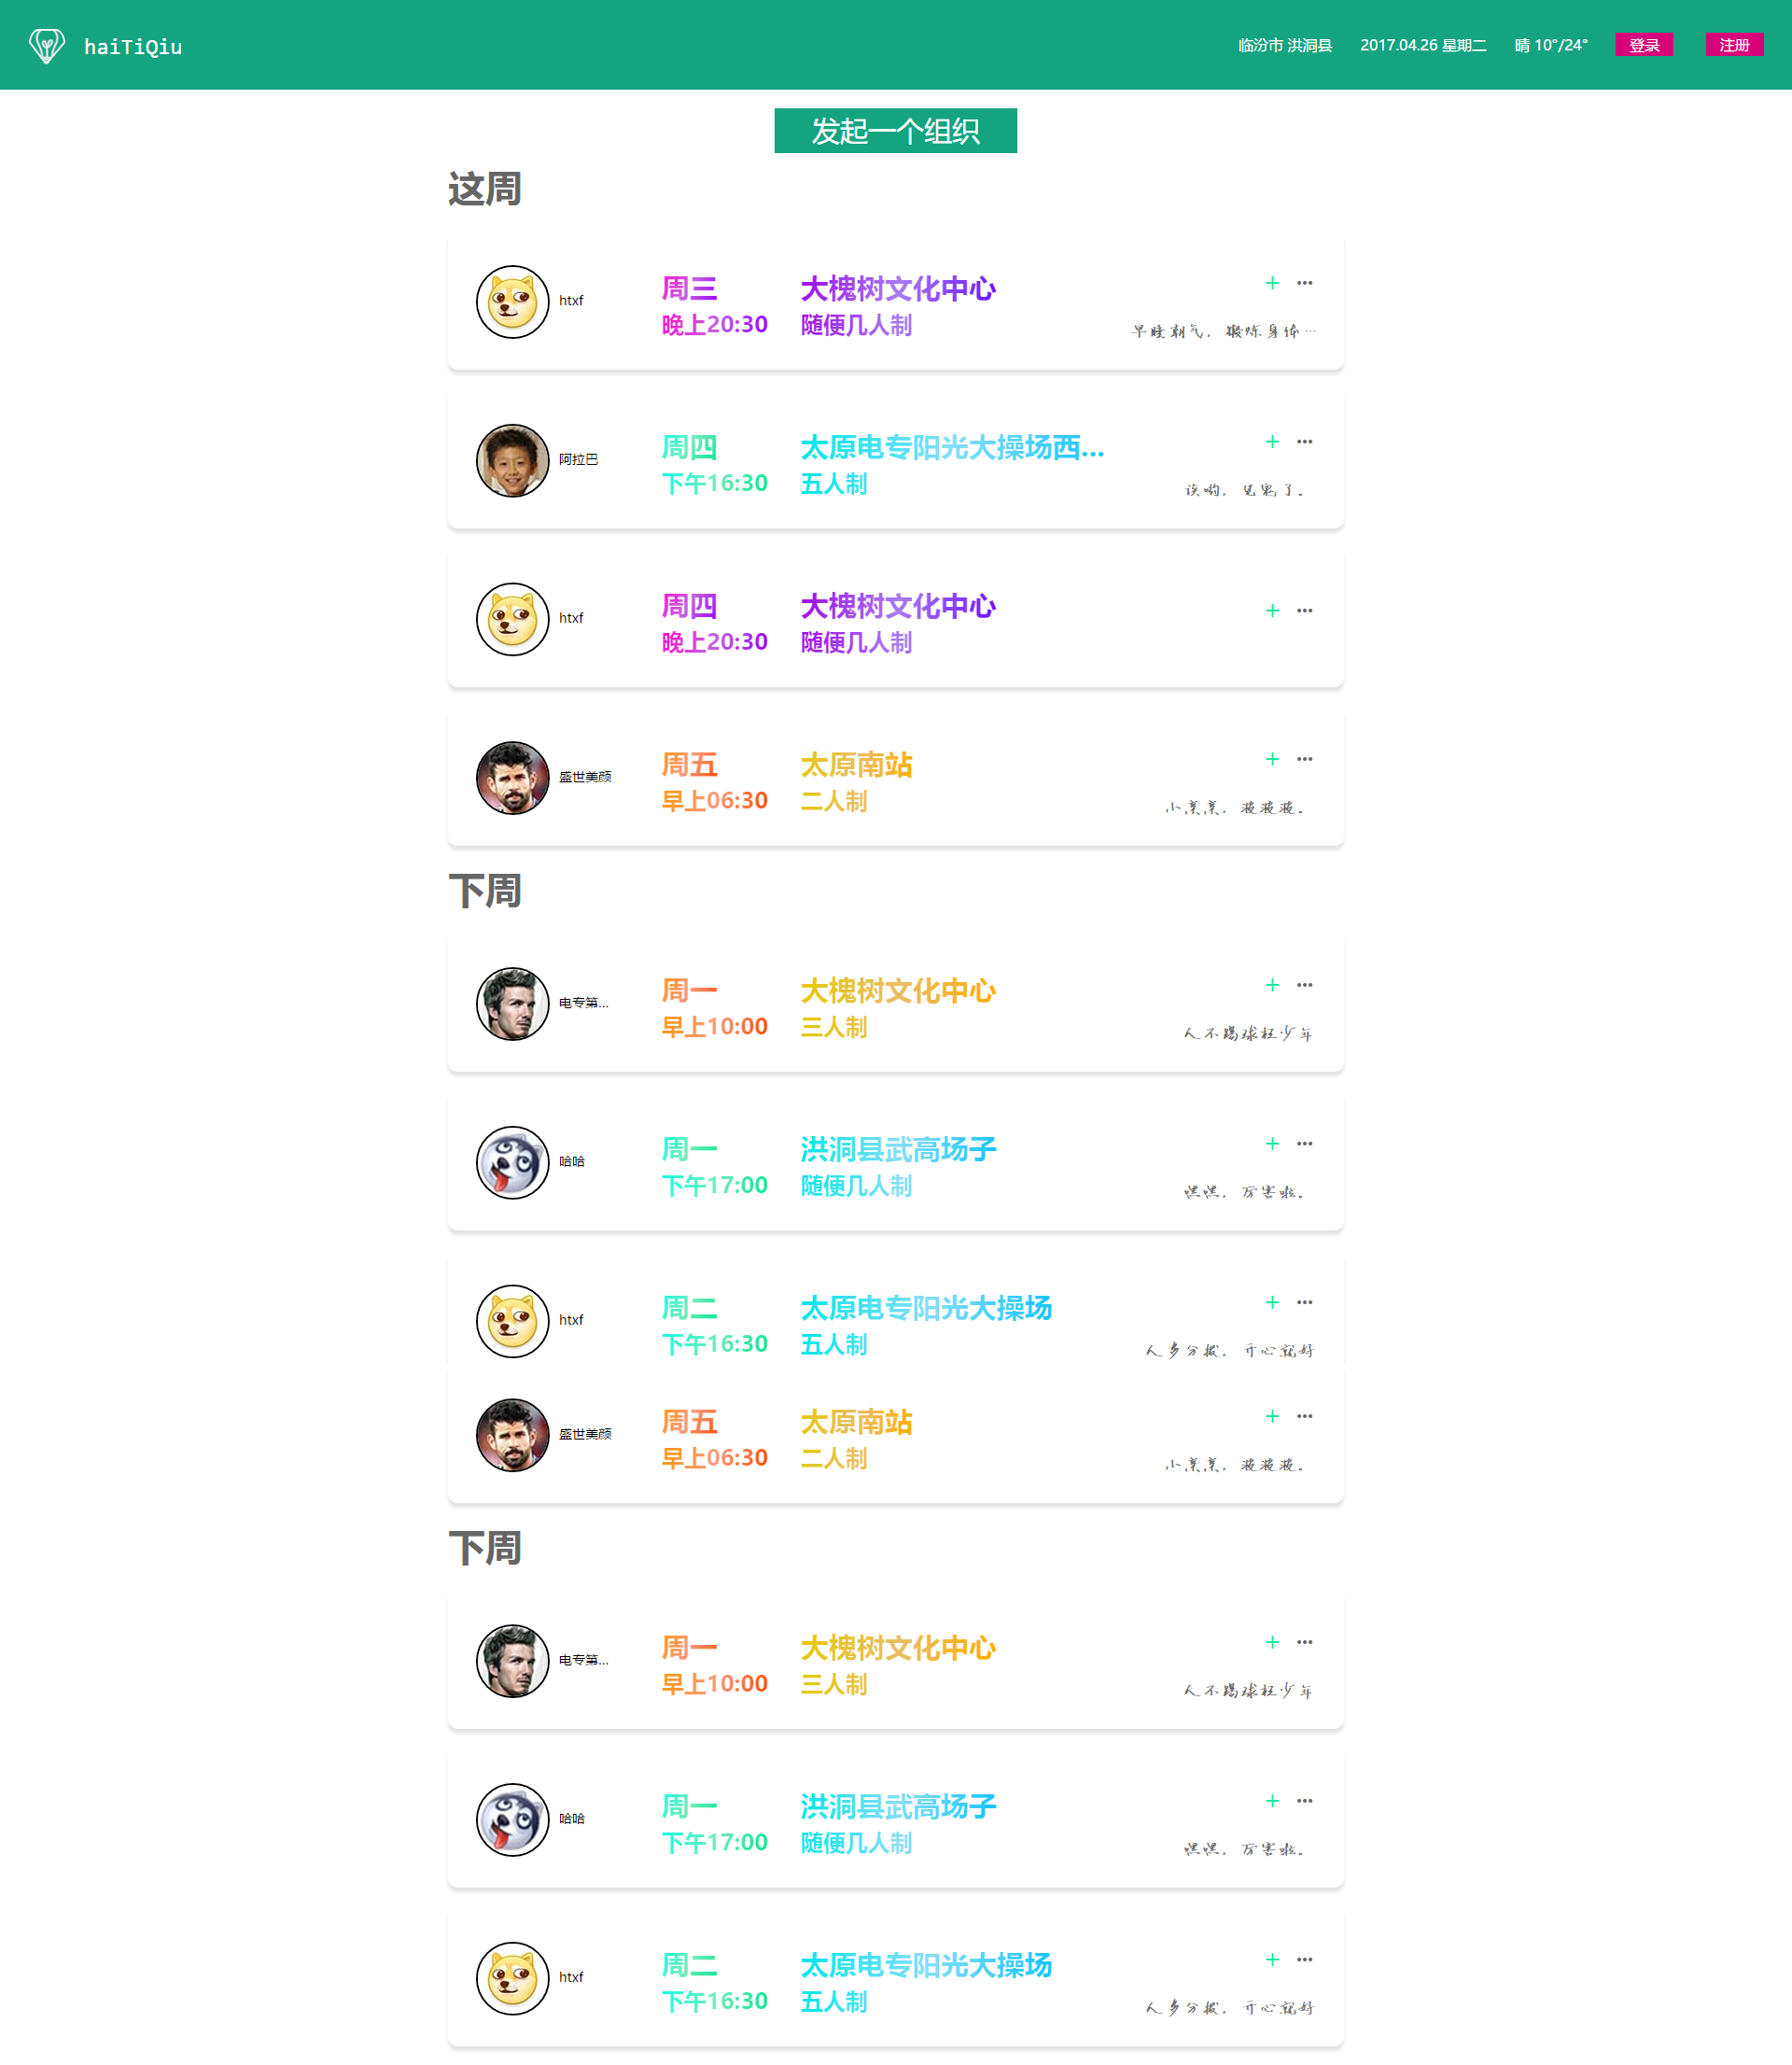 haiTiQiu
临汾市 洪洞县 2017.04.26 星期二 晴 10°/24° 登录 注册
发起一个组织
这周
htxf
周三
晚上20:30
大槐树文化中心
随便几人制
+ •••
早睡朝气，锻炼身体…
阿拉巴
周四
下午16:30
太原电专阳光大操场西...
五人制
+ •••
诶哟，见鬼了。
htxf
周四
晚上20:30
大槐树文化中心
随便几人制
+ •••
盛世美颜
周五
早上06:30
太原南站
二人制
+ •••
小亲亲，波波波。
下周
电专第...
周一
早上10:00
大槐树文化中心
三人制
+ •••
人不踢球枉少年
哈哈
周一
下午17:00
洪洞县武高场子
随便几人制
+ •••
嘿嘿，厉害啦。
htxf
周二
下午16:30
太原电专阳光大操场
五人制
+ •••
人多分拨，开心就好
盛世美颜
周五
早上06:30
太原南站
二人制
+ •••
小亲亲，波波波。
下周
电专第...
周一
早上10:00
大槐树文化中心
三人制
+ •••
人不踢球枉少年
哈哈
周一
下午17:00
洪洞县武高场子
随便几人制
+ •••
嘿嘿，厉害啦。
htxf
周二
下午16:30
太原电专阳光大操场
五人制
+ •••
人多分拨，开心就好